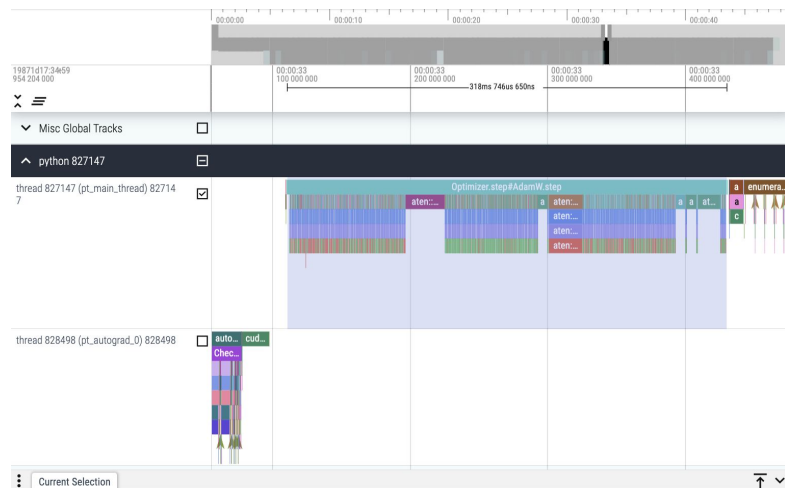 00:00:00 00:00:10 00:00:20 00:00:30 00:00:40
19871d17:34:59
954 204 000
00:00:33 00:00:33 00:00:33 00:00:33
100 000 000 200 000 000 300 000 000 400 000 000
318ms 746us 650ns
Misc Global Tracks
python 827147
thread 827147 (pt_main_thread) 82714
7
Optimizer.step#AdamW.step a enumera...
aten::... a aten:... a a at... a
aten:... c
aten:...
aten:...
thread 828498 (pt_autograd_0) 828498
auto... cud...
Chec...
Current Selection